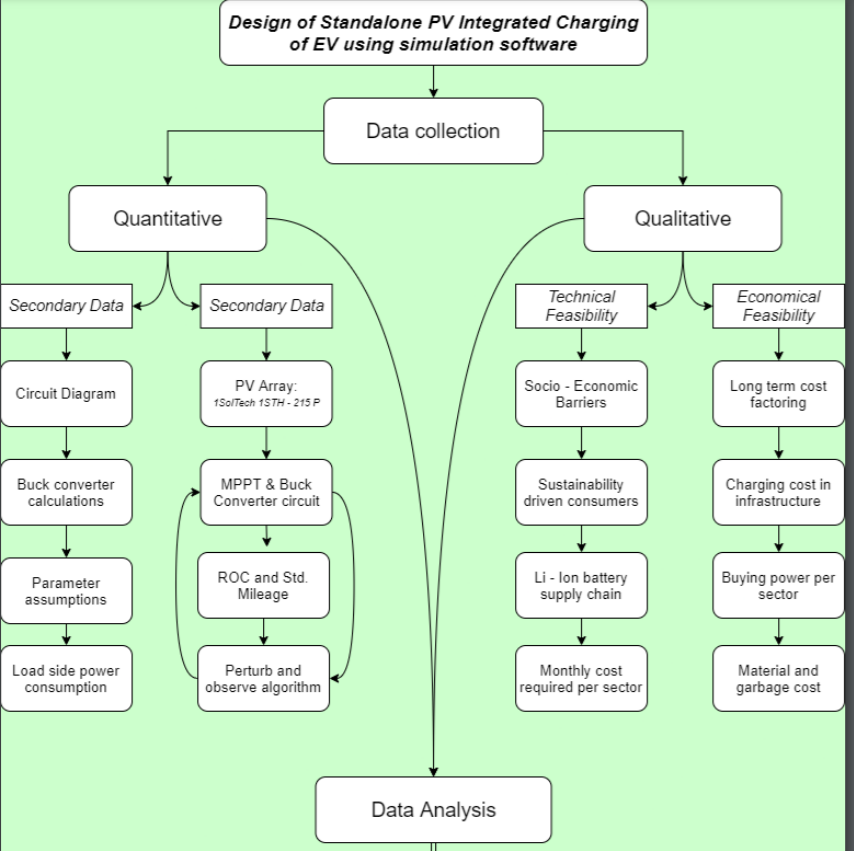 Design of Standalone PV Integrated Charging
of EV using simulation software
Data collection
Quantitative
Qualitative
Secondary Data
Secondary Data
Technical
Feasibility
Economical
Feasibility
Circuit Diagram
PV Array:
1SolTech 1STH - 215 P
Socio - Economic
Barriers
Long term cost
factoring
Buck converter
calculations
MPPT & Buck
Converter circuit
Sustainability
driven consumers
Charging cost in
infrastructure
Parameter
assumptions
ROC and Std.
Mileage
Li - Ion battery
supply chain
Buying power per
sector
Load side power
consumption
Perturb and
observe algorithm
Monthly cost
required per sector
Material and
garbage cost
Data Analysis